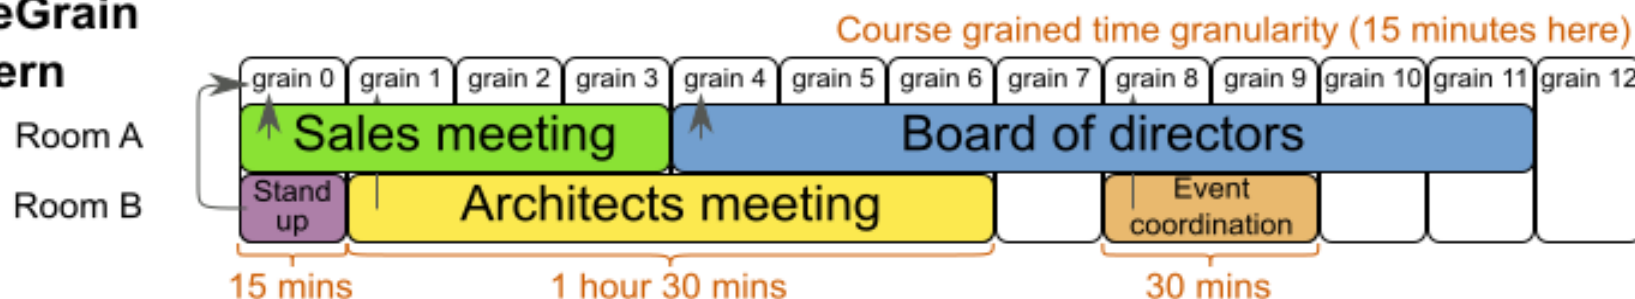 eGrain
Course grained time granularity (15 minutes here)
ern
grain 0 grain 1 grain 2 grain 3 grain 4 grain 5 grain 6 grain 7 grain 8 grain 9 grain 10 grain 11 grain 12
Room A Sales meeting Board of directors
Room B Stand up Architects meeting Event coordination
15 mins 1 hour 30 mins 30 mins